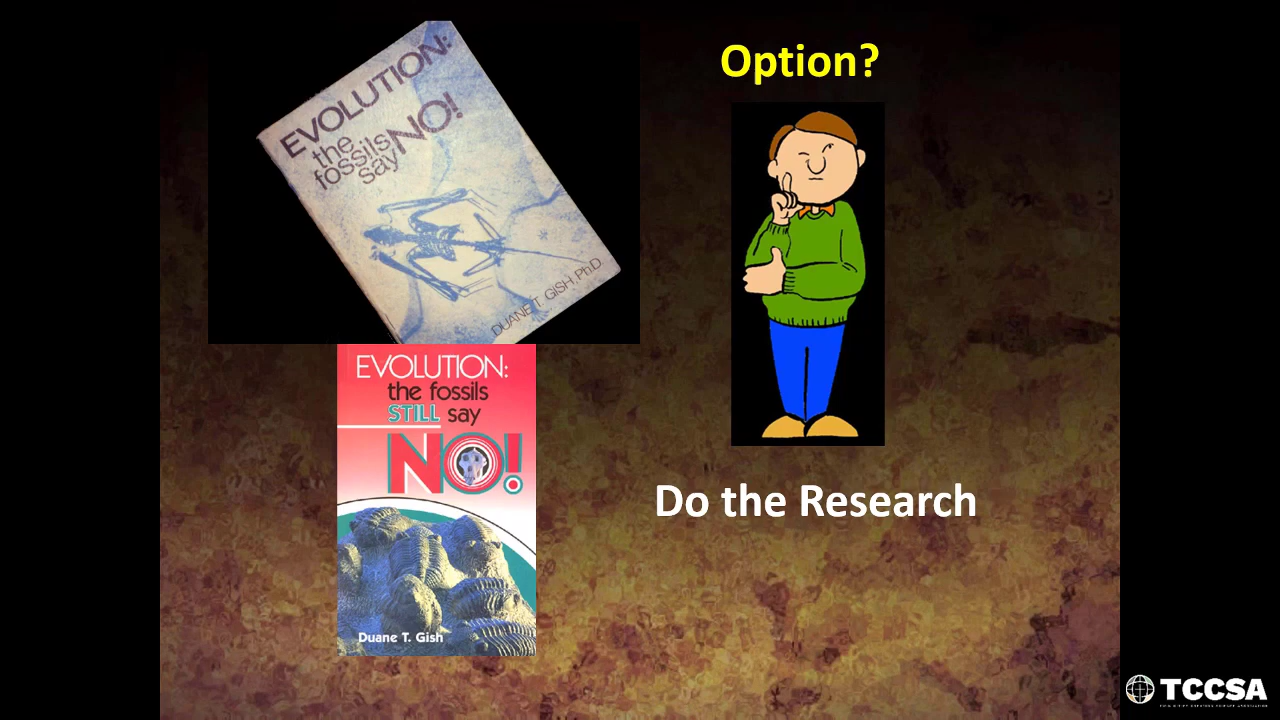 EVOLUTION:
the
fossils
say
NO!
DUANE T. GISH, Ph.D.
Option?
EVOLUTION:
the fossils
STILL say
NO!
Duane T. Gish
Do the Research
TCCSA